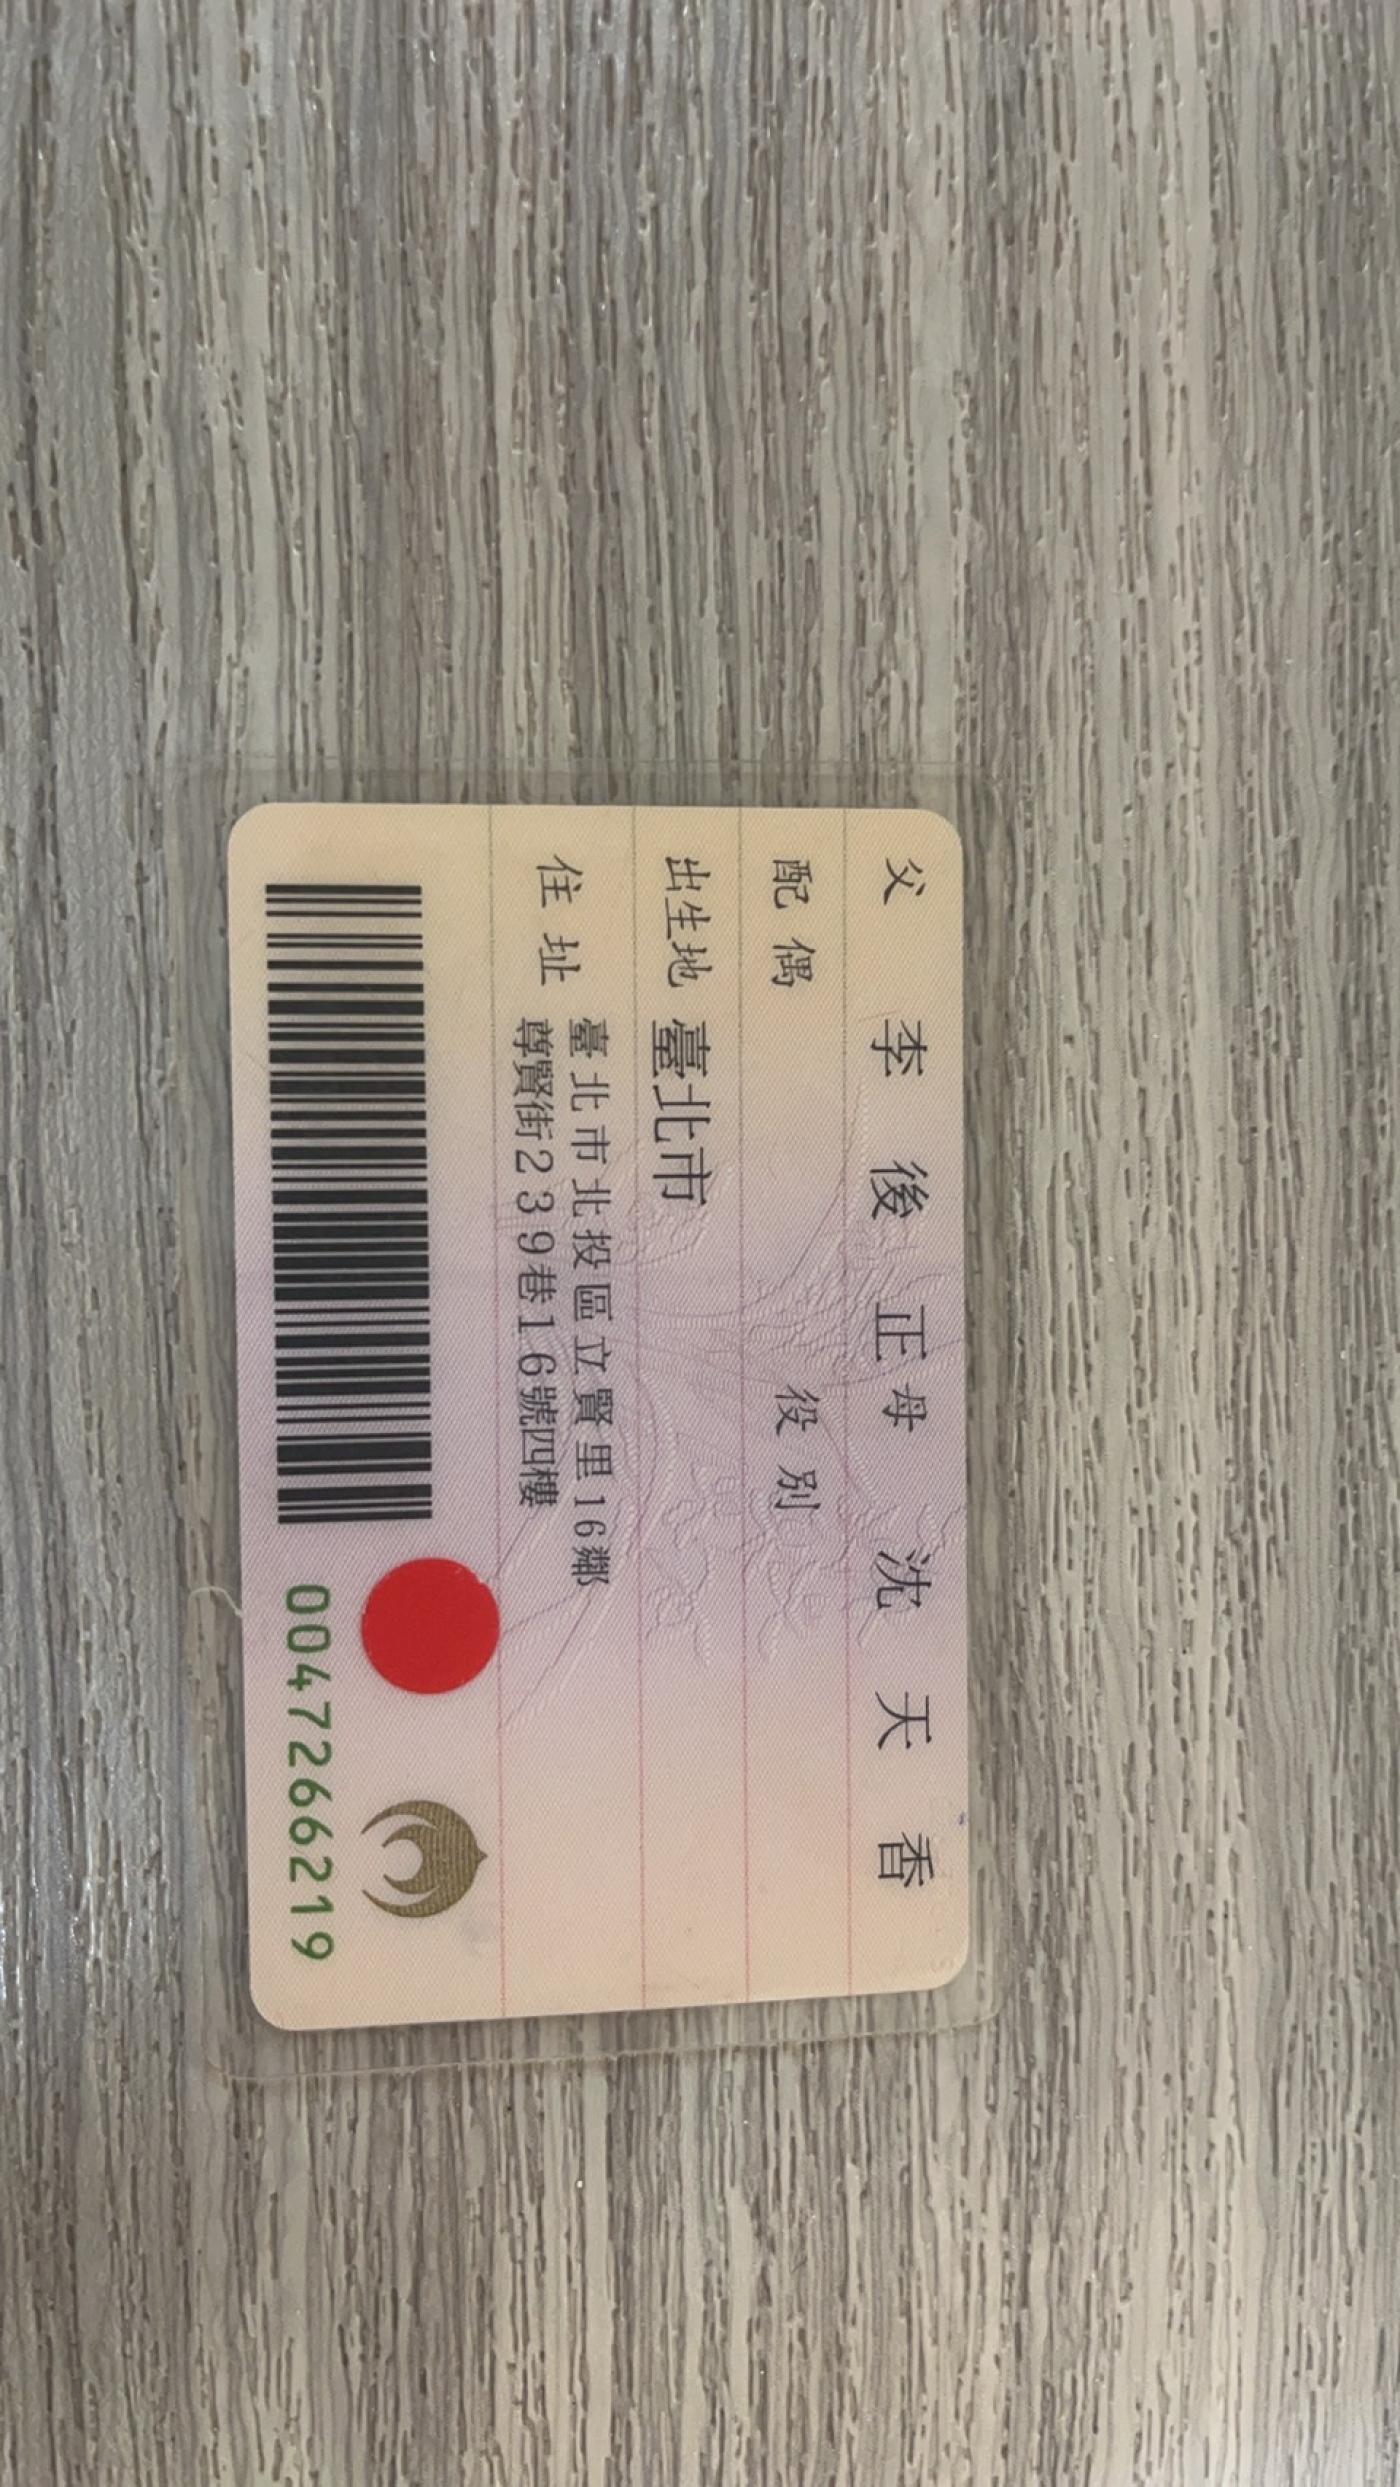 父 李後正 母 沈天香
配偶 役別
出生地 臺北市
住址 臺北市北投區立賢里16鄰
尊賢街239巷16號四樓
0047266219